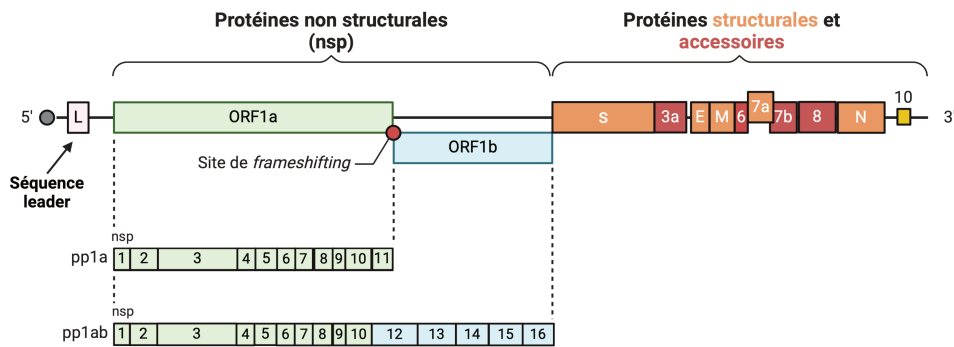 Protéines non structurales
(nsp)
Protéines structurales et
accessoires
5'
L
ORF1a
S
3a
E
M
6
7a
7b
8
N
10
3'
ORF1b
Site de frameshifting
Séquence
leader
nsp
pp1a
1 2 3 4 5 6 7 8 9 10 11
nsp
pp1ab
1 2 3 4 5 6 7 8 9 10 12 13 14 15 16